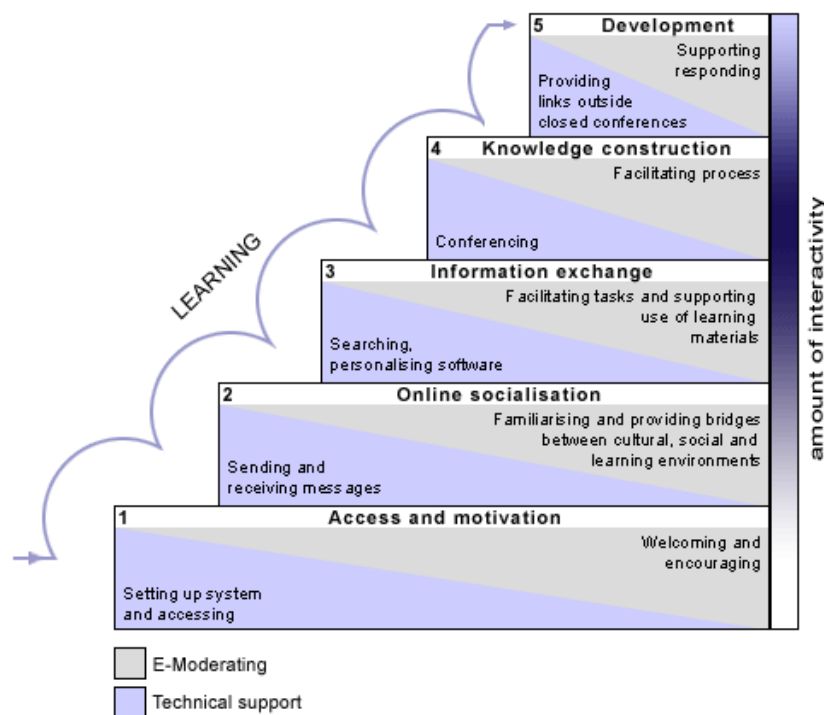 5 Development
Supporting
responding
Providing
links outside
closed conferences
4 Knowledge construction
Facilitating process
Conferencing
3 Information exchange
Facilitating tasks and supporting
use of learning
materials
Searching,
personalising software
2 Online socialisation
Familiarising and providing bridges
between cultural, social and
learning environments
Sending and
receiving messages
1 Access and motivation
Welcoming and
encouraging
Setting up system
and accessing
LEARNING
amount of interactivity
E-Moderating
Technical support